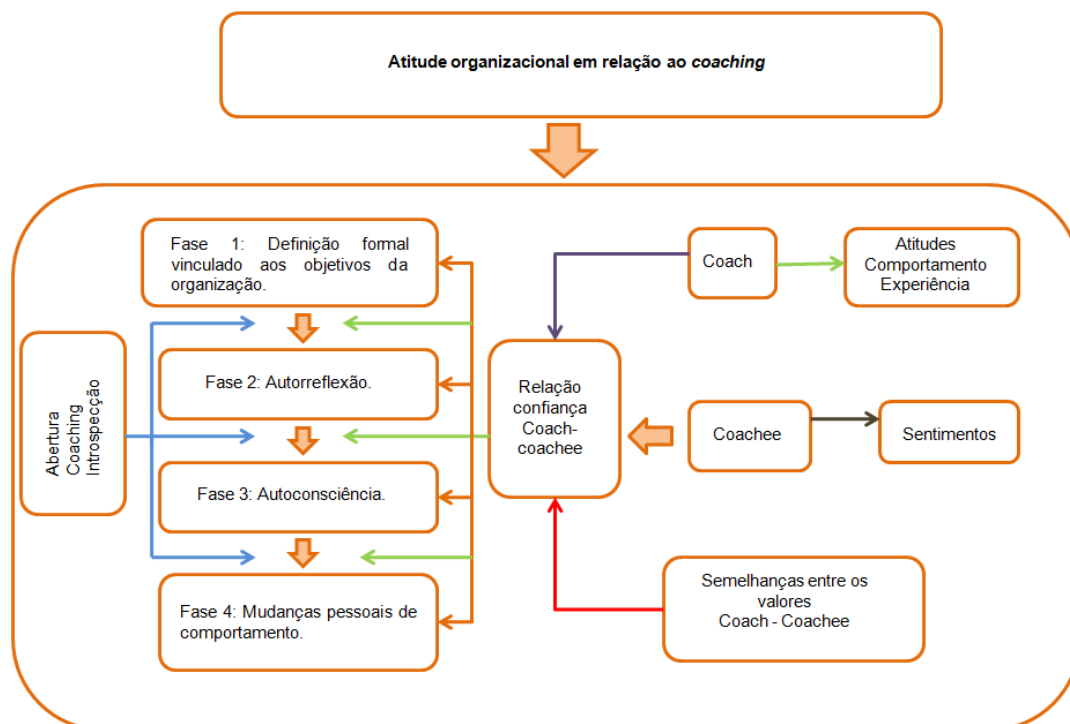 Atitude organizacional em relação ao coaching
Fase 1: Definição formal
vinculado aos objetivos da
organização.
Fase 2: Autorreflexão.
Fase 3: Autoconsciência.
Fase 4: Mudanças pessoais de
comportamento.
Abertura
Coaching
Introspecção
Relação
confiança
Coach-
coachee
Coach
Atitudes
Comportamento
Experiência
Coachee
Sentimentos
Semelhanças entre os
valores
Coach - Coachee